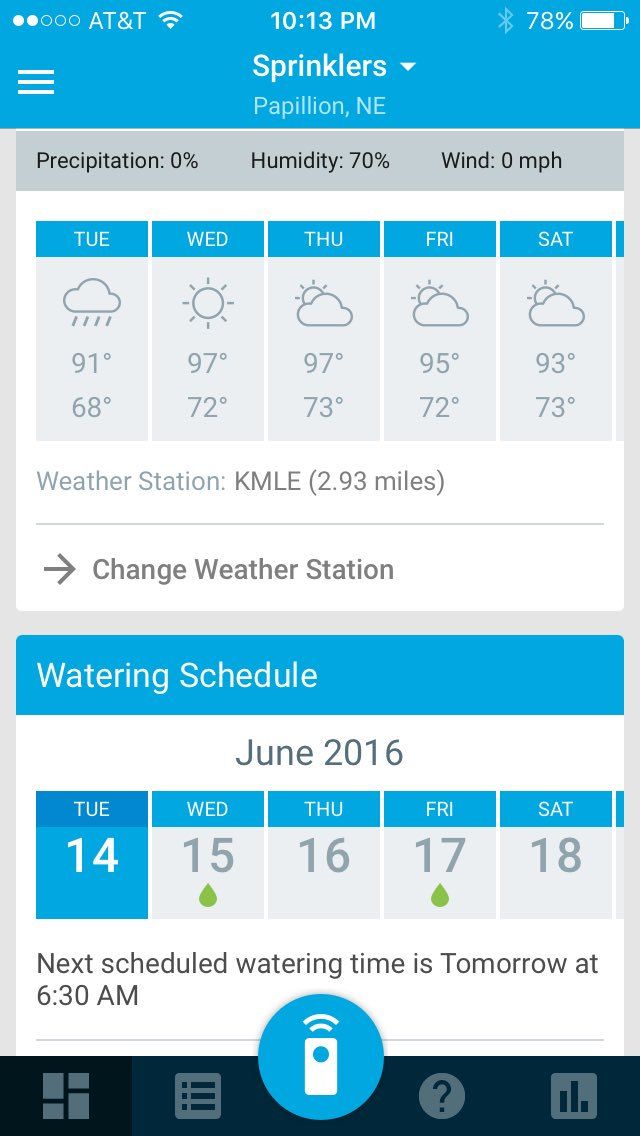 AT&T 10:13 PM 78%
Sprinklers
Papillion, NE
Precipitation: 0% Humidity: 70% Wind: 0 mph
TUE WED THU FRI SAT
91° 97° 97° 95° 93°
68° 72° 73° 72° 73°
Weather Station: KMLE (2.93 miles)
Change Weather Station
Watering Schedule
June 2016
TUE WED THU FRI SAT
14 15 16 17 18
Next scheduled watering time is Tomorrow at
6:30 AM
?